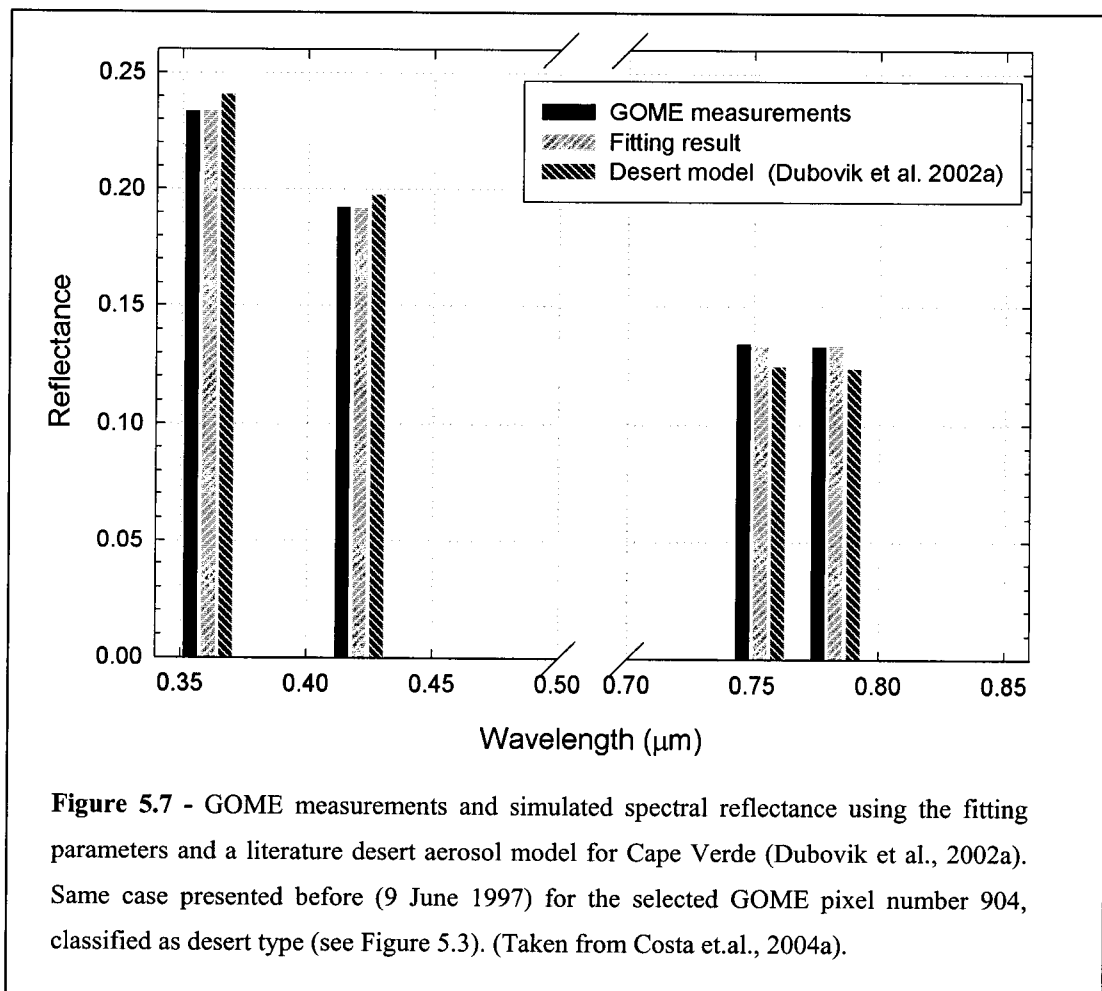 0.25
0.20
0.15
0.10
0.05
0.00
Reflectance
GOME measurements
Fitting result
Desert model (Dubovik et al. 2002a)
0.35 0.40 0.45 0.50 0.70 0.75 0.80 0.85
Wavelength (μm)
Figure 5.7 - GOME measurements and simulated spectral reflectance using the fitting
parameters and a literature desert aerosol model for Cape Verde (Dubovik et al., 2002a).
Same case presented before (9 June 1997) for the selected GOME pixel number 904,
classified as desert type (see Figure 5.3). (Taken from Costa et.al., 2004a).